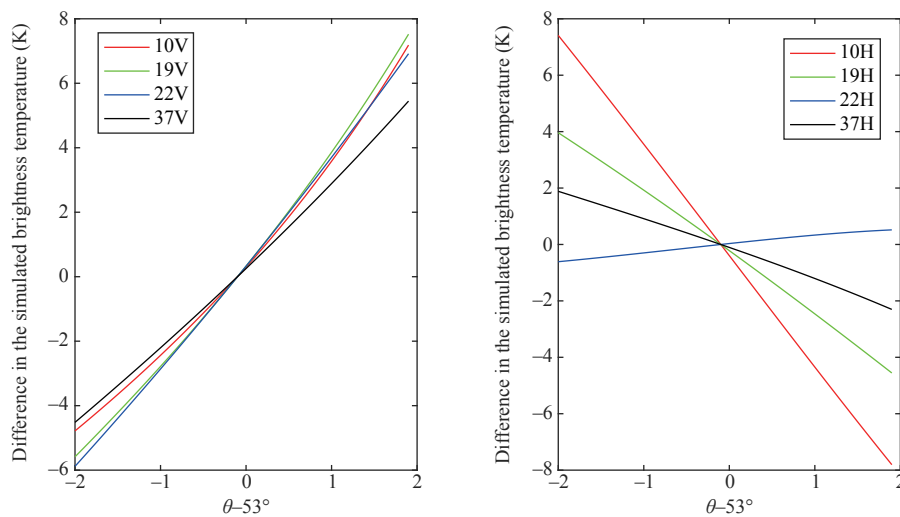 Difference in the simulated brightness temperature (K)
8
6
4
2
0
−2
−4
−6
10V
19V
22V
37V
−2
−1
0
1
2
θ−53°
Difference in the simulated brightness temperature (K)
8
6
4
2
0
−2
−4
−6
−8
10H
19H
22H
37H
−2
−1
0
1
2
θ−53°